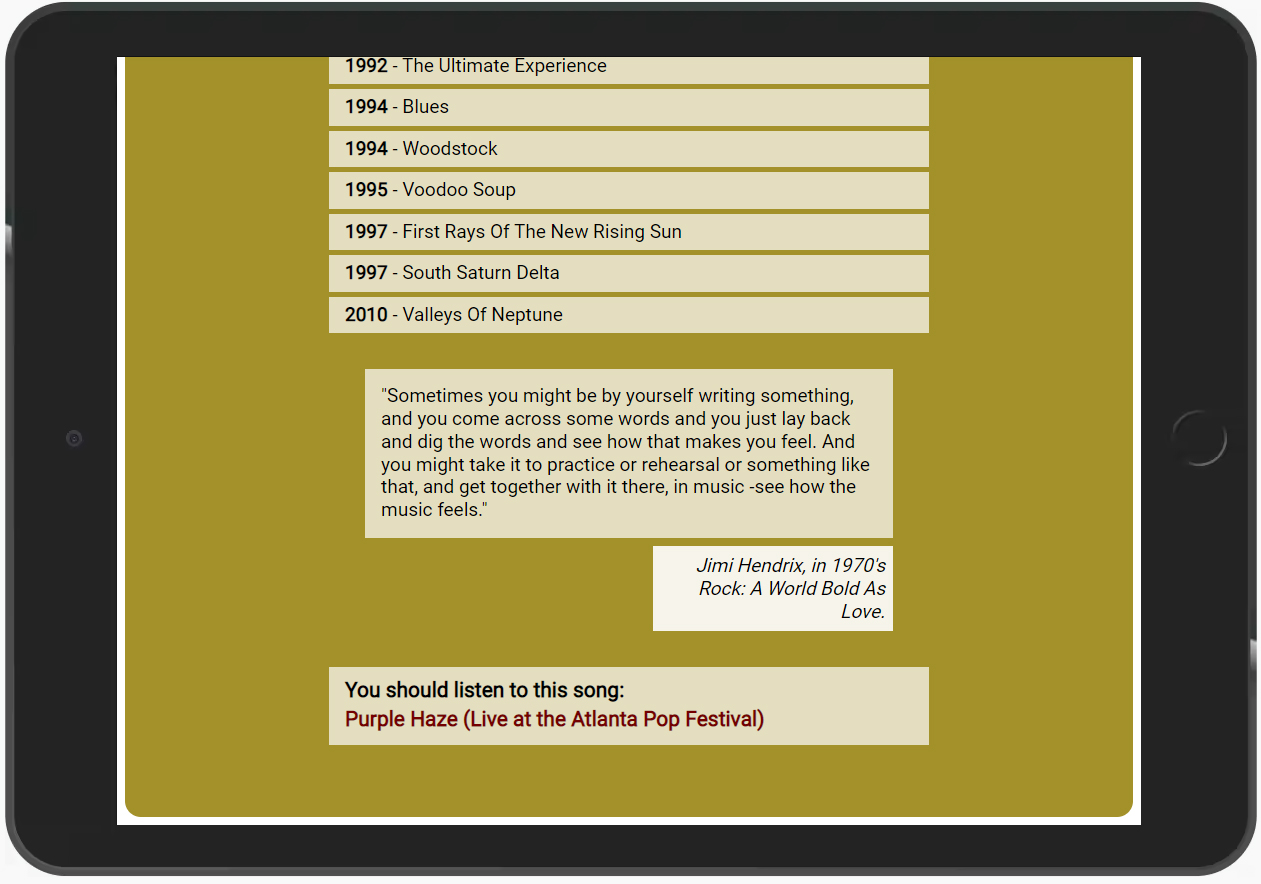 1992 - The Ultimate Experience
1994 - Blues
1994 - Woodstock
1995 - Voodoo Soup
1997 - First Rays Of The New Rising Sun
1997 - South Saturn Delta
2010 - Valleys Of Neptune
"Sometimes you might be by yourself writing something,
and you come across some words and you just lay back
and dig the words and see how that makes you feel. And
you might take it to practice or rehearsal or something like
that, and get together with it there, in music -see how the
music feels."
Jimi Hendrix, in 1970's
Rock: A World Bold As
Love.
You should listen to this song:
Purple Haze (Live at the Atlanta Pop Festival)